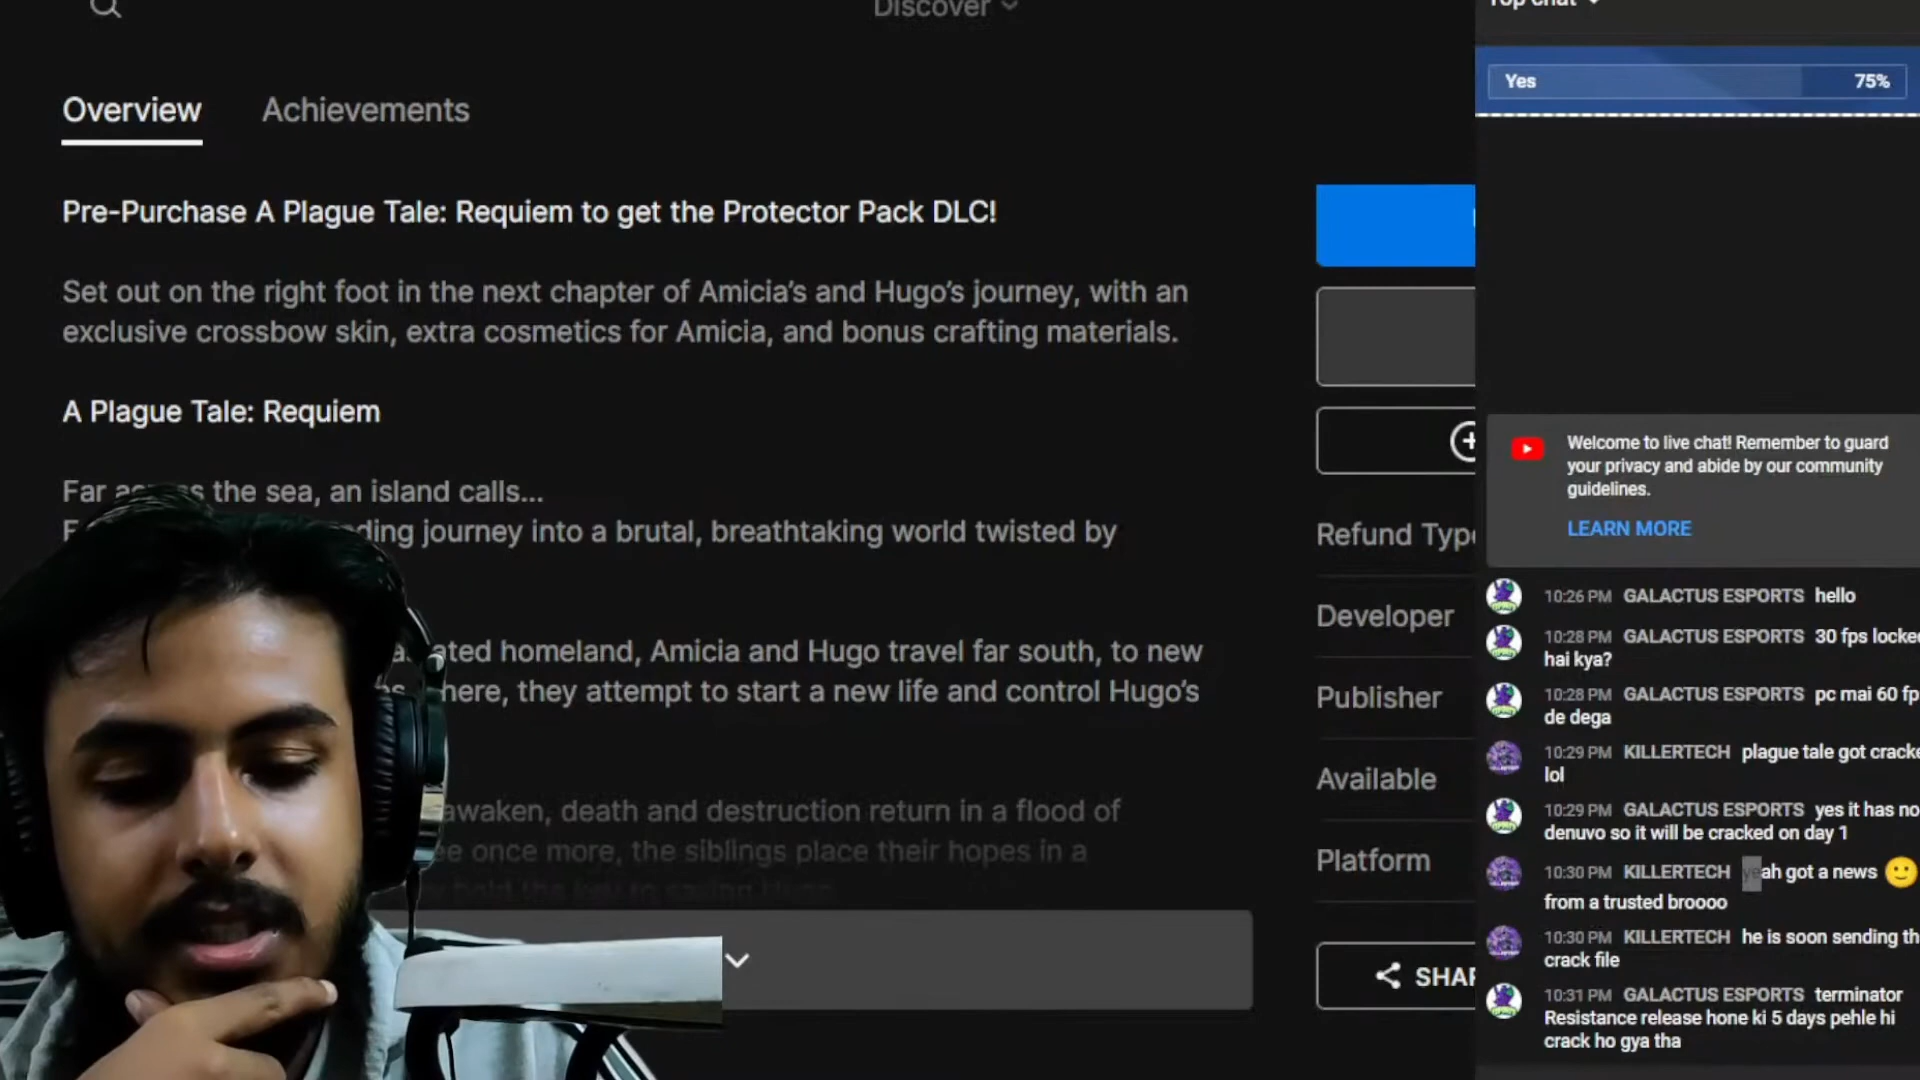 Discover
Top chat
Yes 75%
Overview Achievements
Pre-Purchase A Plague Tale: Requiem to get the Protector Pack DLC!
Set out on the right foot in the next chapter of Amicia's and Hugo's journey, with an
exclusive crossbow skin, extra cosmetics for Amicia, and bonus crafting materials.
A Plague Tale: Requiem
Far the sea, an island calls...
journey into a brutal, breathtaking world twisted by
homeland, Amicia and Hugo travel far south, to new
they attempt to start a new life and control Hugo's
awaken, death and destruction return in a flood of
once more, the siblings place their hopes in a
Refund Type
Developer
Publisher
Available
Platform
SHAR
Welcome to live chat! Remember to guard
your privacy and abide by our community
guidelines.
LEARN MORE
10:26 PM GALACTUS ESPORTS hello
10:28 PM GALACTUS ESPORTS 30 fps locked
hai kya?
10:28 PM GALACTUS ESPORTS pc mai 60 fp
de dega
10:29 PM KILLERTECH plague tale got cracke
lol
10:29 PM GALACTUS ESPORTS yes it has no
denuvo so it will be cracked on day 1
10:30 PM KILLERTECH yeah got a news
from a trusted broooo
10:30 PM KILLERTECH he is soon sending th
crack file
10:31 PM GALACTUS ESPORTS terminator
Resistance release hone ki 5 days pehle hi
crack ho gya tha